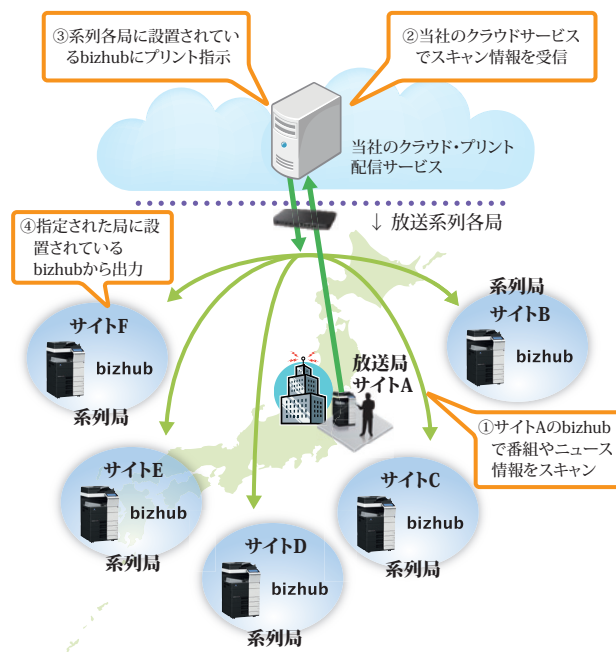 ③系列各局に設置されてい
るbizhubにプリント指示
②当社のクラウドサービス
でスキャン情報を受信
当社のクラウド・プリント
配信サービス
↓ 放送系列各局
④指定された局に設
置されている
bizhubから出力
系列局
サイトB
bizhub
サイトF
bizhub
系列局
放送局
サイトA
①サイトAのbizhub
で番組やニュース
情報をスキャン
サイトE
bizhub
系列局
サイトC
bizhub
系列局
サイトD
bizhub
系列局